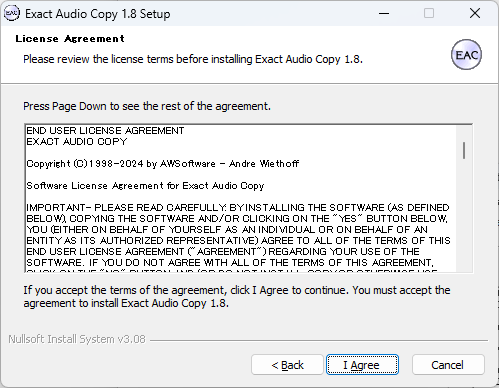 Exact Audio Copy 1.8 Setup
License Agreement
Please review the license terms before installing Exact Audio Copy 1.8.
EAC
Press Page Down to see the rest of the agreement.
END USER LICENSE AGREEMENT
EXACT AUDIO COPY
Copyright (C)1998-2024 by AWSoftware - Andre Wiethoff
Software License Agreement for Exact Audio Copy
IMPORTANT- PLEASE READ CAREFULLY: BY INSTALLING THE SOFTWARE (AS DEFINED
BELOW), COPYING THE SOFTWARE AND/OR CLICKING ON THE "YES" BUTTON BELOW,
YOU (EITHER ON BEHALF OF YOURSELF AS AN INDIVIDUAL OR ON BEHALF OF AN
ENTITY AS ITS AUTHORIZED REPRESENTATIVE) AGREE TO ALL OF THE TERMS OF THIS
END USER LICENSE AGREEMENT ("AGREEMENT") REGARDING YOUR USE OF THE
SOFTWARE. IF YOU DO NOT AGREE WITH ALL OF THE TERMS OF THIS AGREEMENT,
If you accept the terms of the agreement, click I Agree to continue. You must accept the
agreement to install Exact Audio Copy 1.8.
Nullsoft Install System v3.08
< Back
I Agree
Cancel